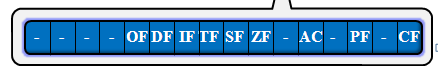 - - - - OF DF IF TF SF ZF - AC - PF - CF